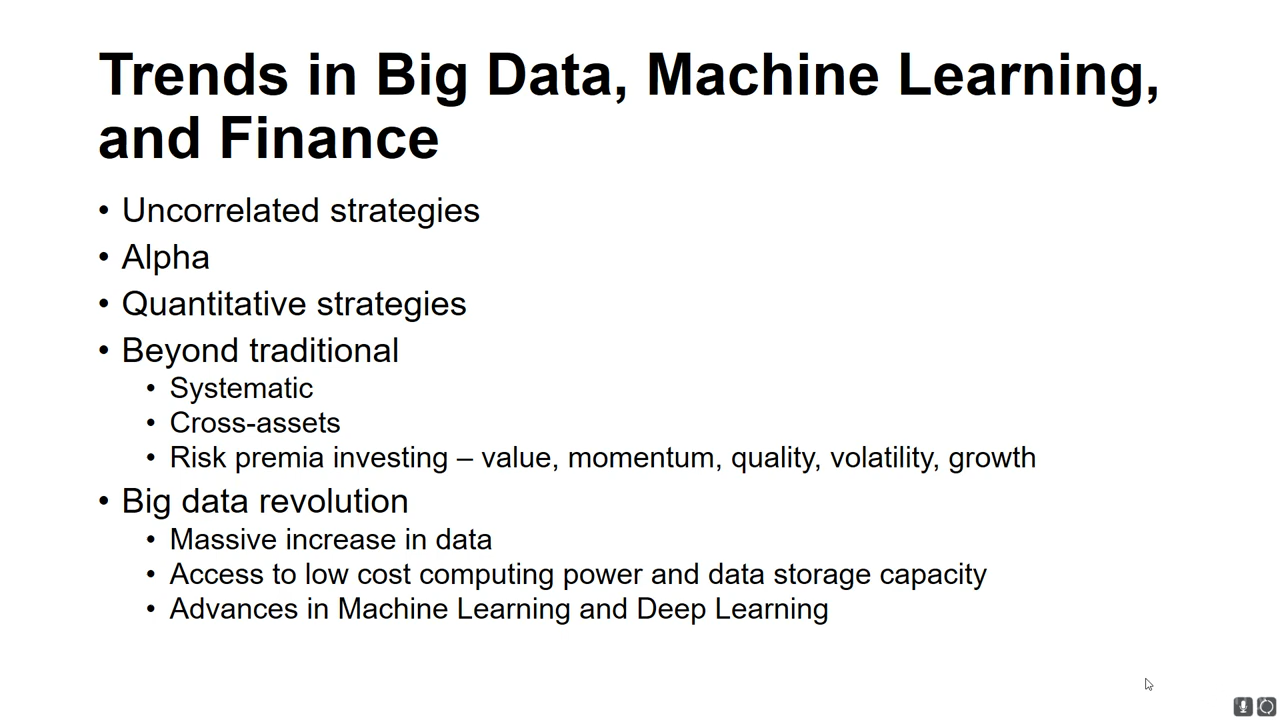 Trends in Big Data, Machine Learning,
and Finance
• Uncorrelated strategies
• Alpha
• Quantitative strategies
• Beyond traditional
• Systematic
• Cross-assets
• Risk premia investing – value, momentum, quality, volatility, growth
• Big data revolution
• Massive increase in data
• Access to low cost computing power and data storage capacity
• Advances in Machine Learning and Deep Learning